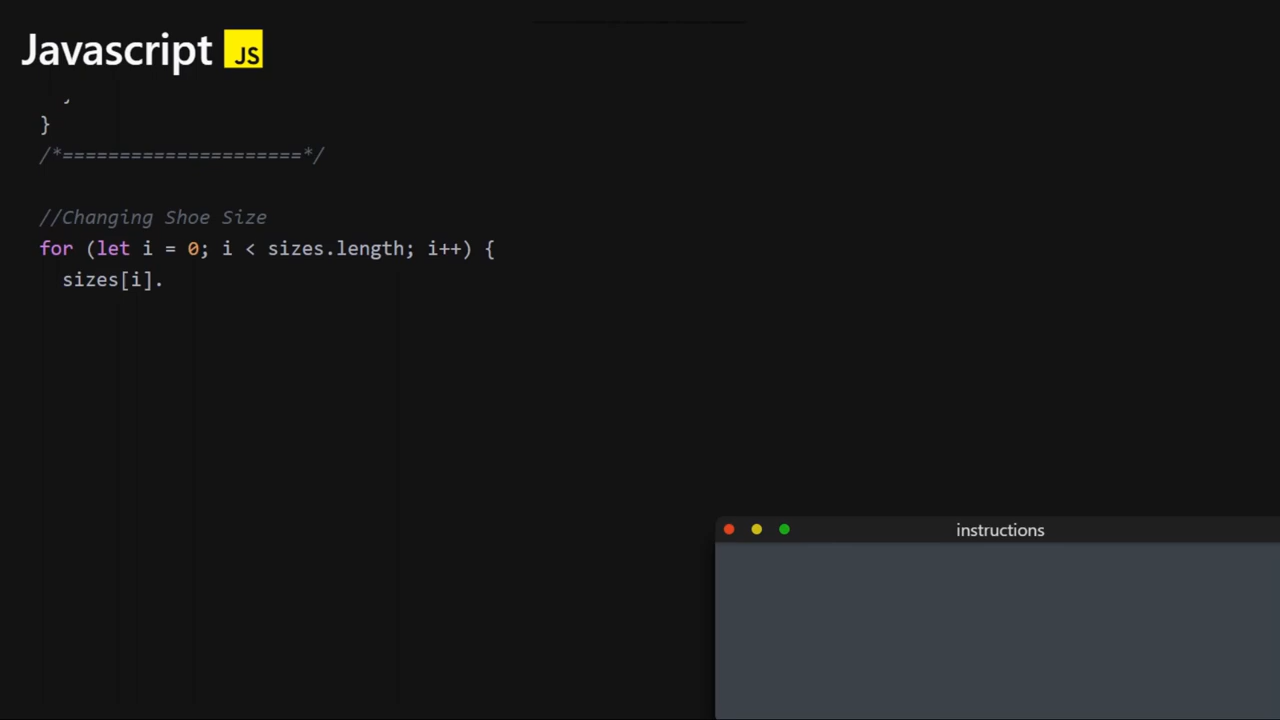 Javascript JS
}
}
/*=====================*/
//Changing Shoe Size
for (let i = 0; i < sizes.length; i++) {
sizes[i].
instructions